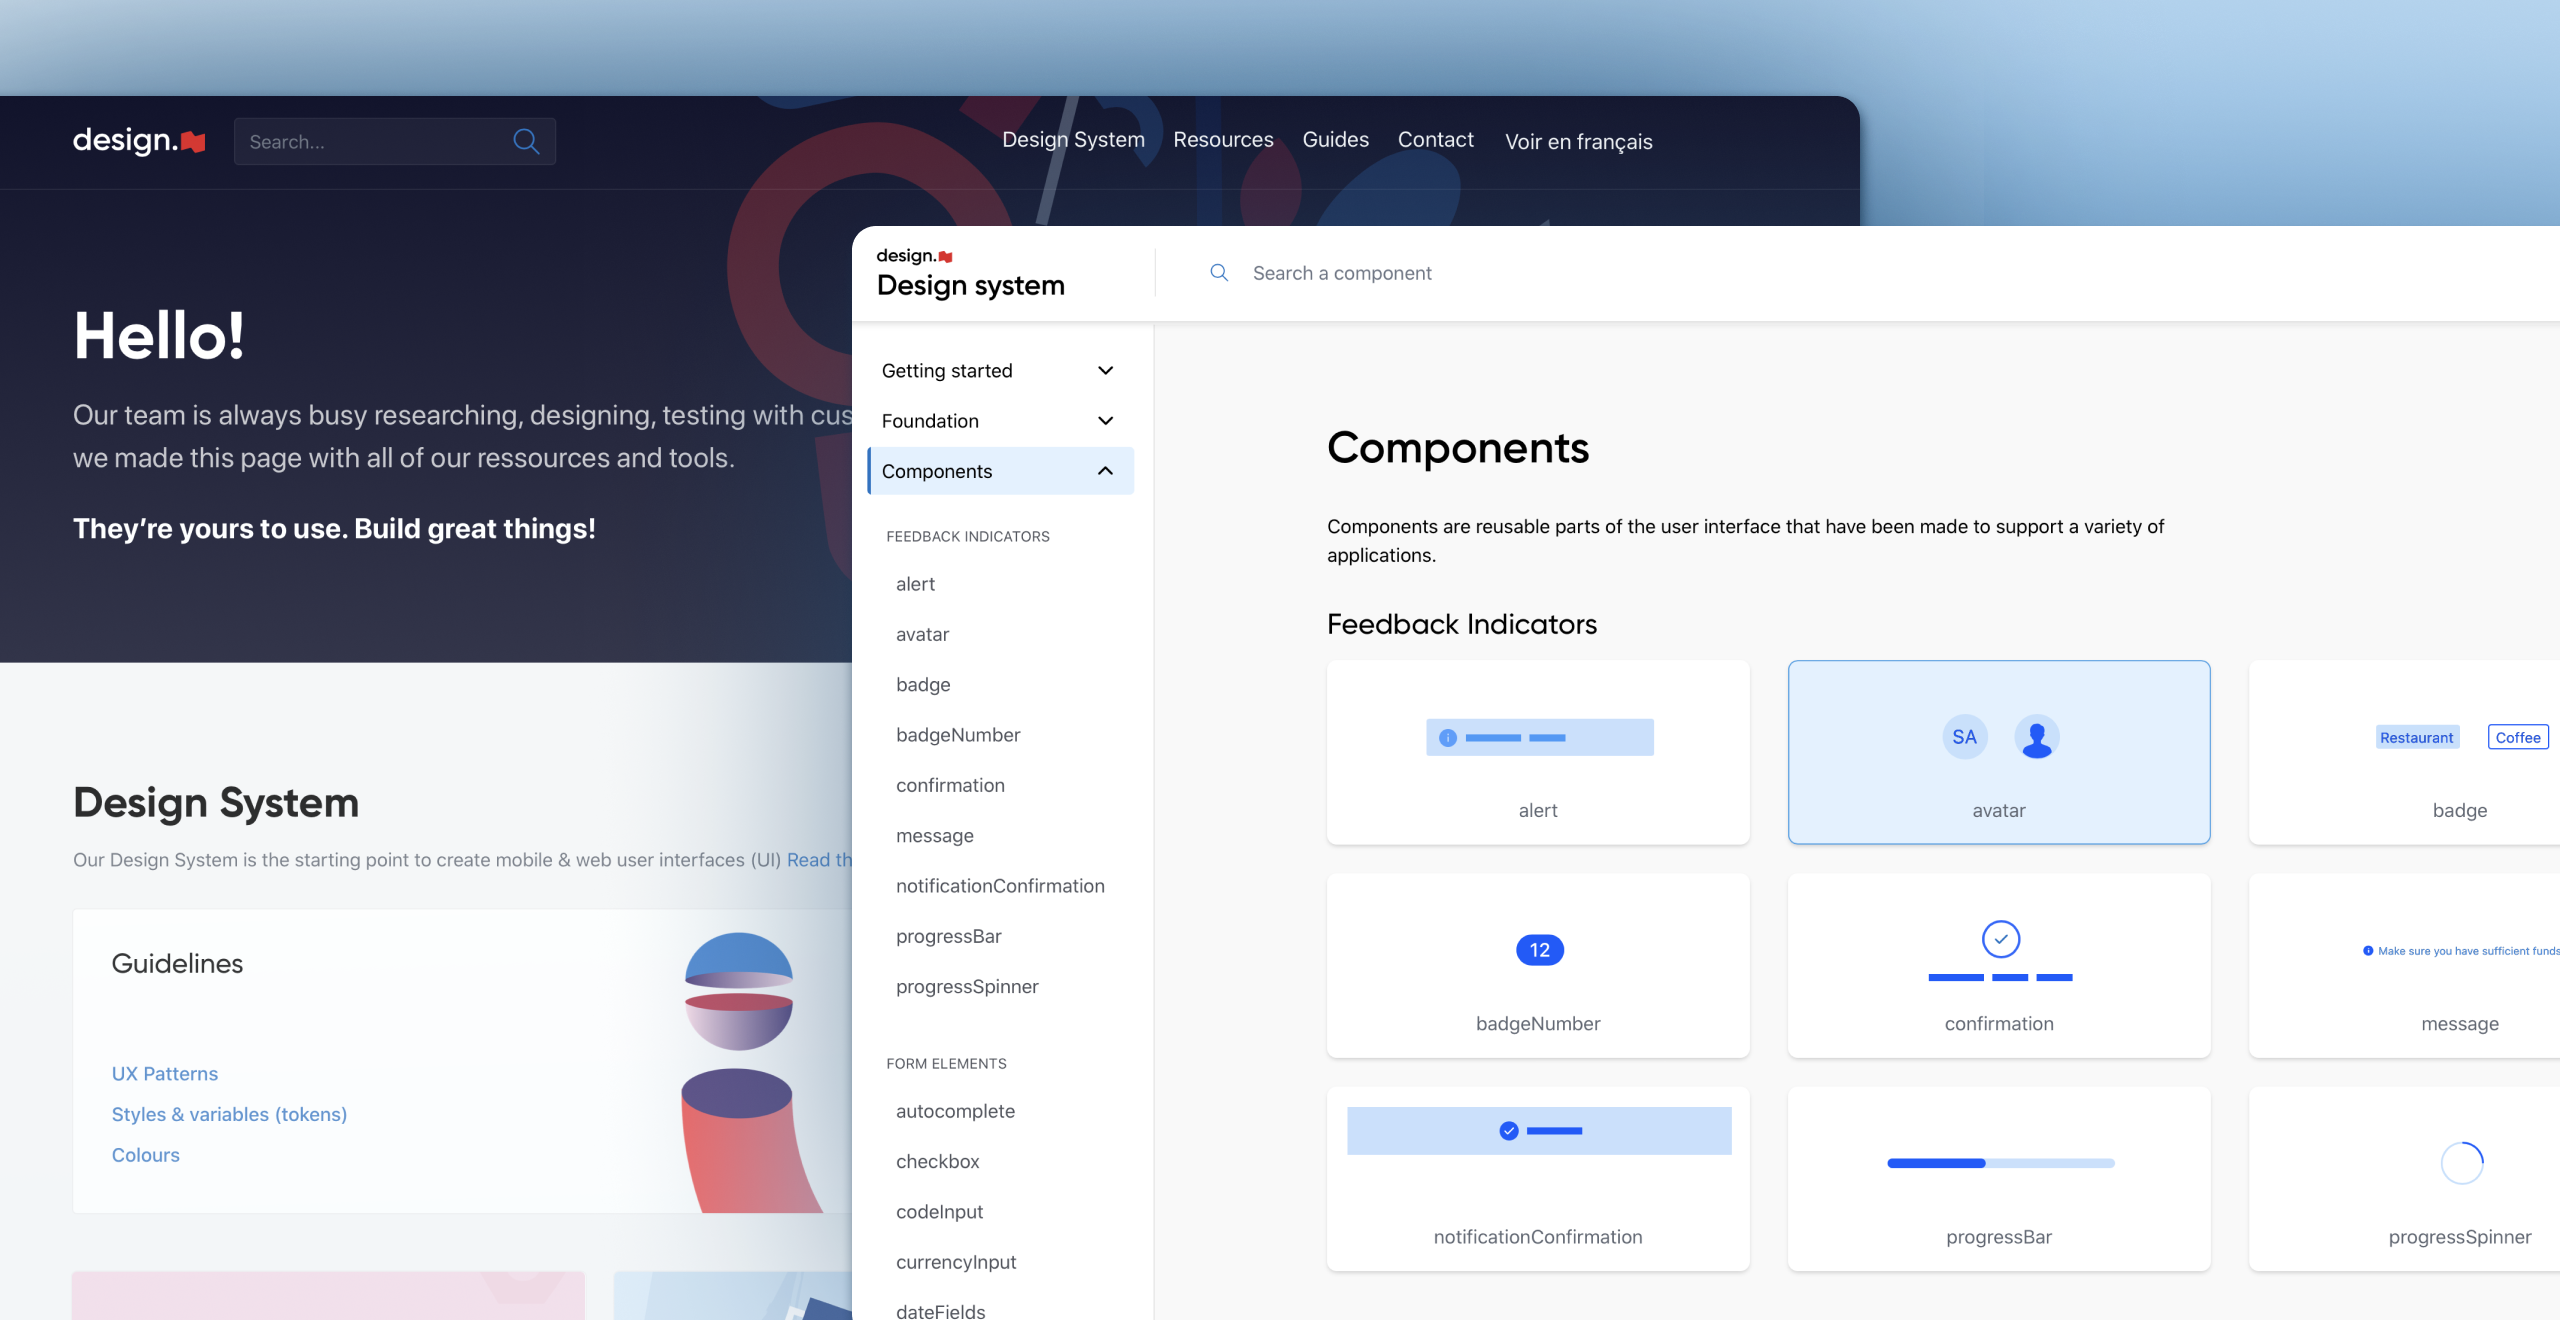 design.
Search...
Design System
Resources
Guides
Contact
Voir en français
Hello!
Our team is always busy researching, designing, testing with cus
we made this page with all of our ressources and tools.
They're yours to use. Build great things!
Design System
Our Design System is the starting point to create mobile & web user interfaces (UI) Read th
Guidelines
UX Patterns
Styles & variables (tokens)
Colours
design.
Design system
Search a component
Getting started
Foundation
Components
FEEDBACK INDICATORS
alert
avatar
badge
badgeNumber
confirmation
message
notificationConfirmation
progressBar
progressSpinner
FORM ELEMENTS
autocomplete
checkbox
codeInput
currencyInput
dateFields
Components
Components are reusable parts of the user interface that have been made to support a variety of
applications.
Feedback Indicators
alert
SA
avatar
Restaurant
Coffee
badge
12
badgeNumber
confirmation
Make sure you have sufficient funds
message
notificationConfirmation
progressBar
progressSpinner